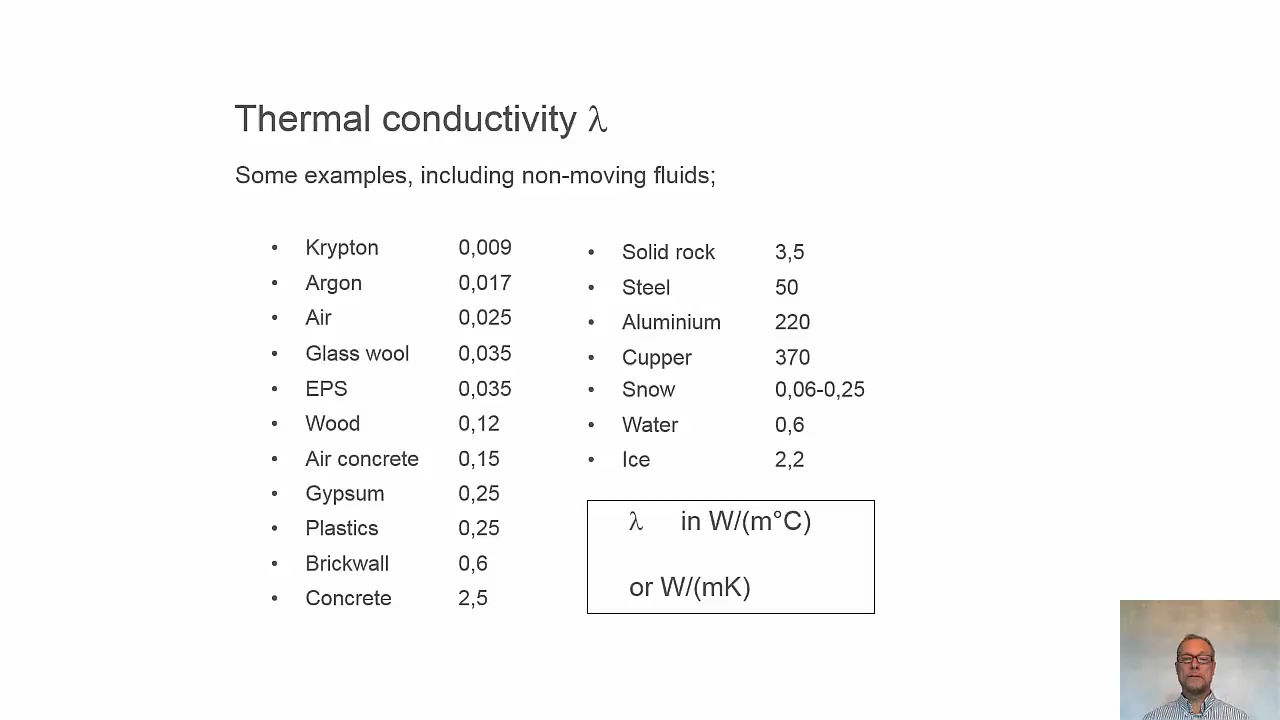 Thermal conductivity λ
Some examples, including non-moving fluids;
• Krypton 0,009
• Argon 0,017
• Air 0,025
• Glass wool 0,035
• EPS 0,035
• Wood 0,12
• Air concrete 0,15
• Gypsum 0,25
• Plastics 0,25
• Brickwall 0,6
• Concrete 2,5
• Solid rock 3,5
• Steel 50
• Aluminium 220
• Cupper 370
• Snow 0,06-0,25
• Water 0,6
• Ice 2,2
λ in W/(m°C)
or W/(mK)